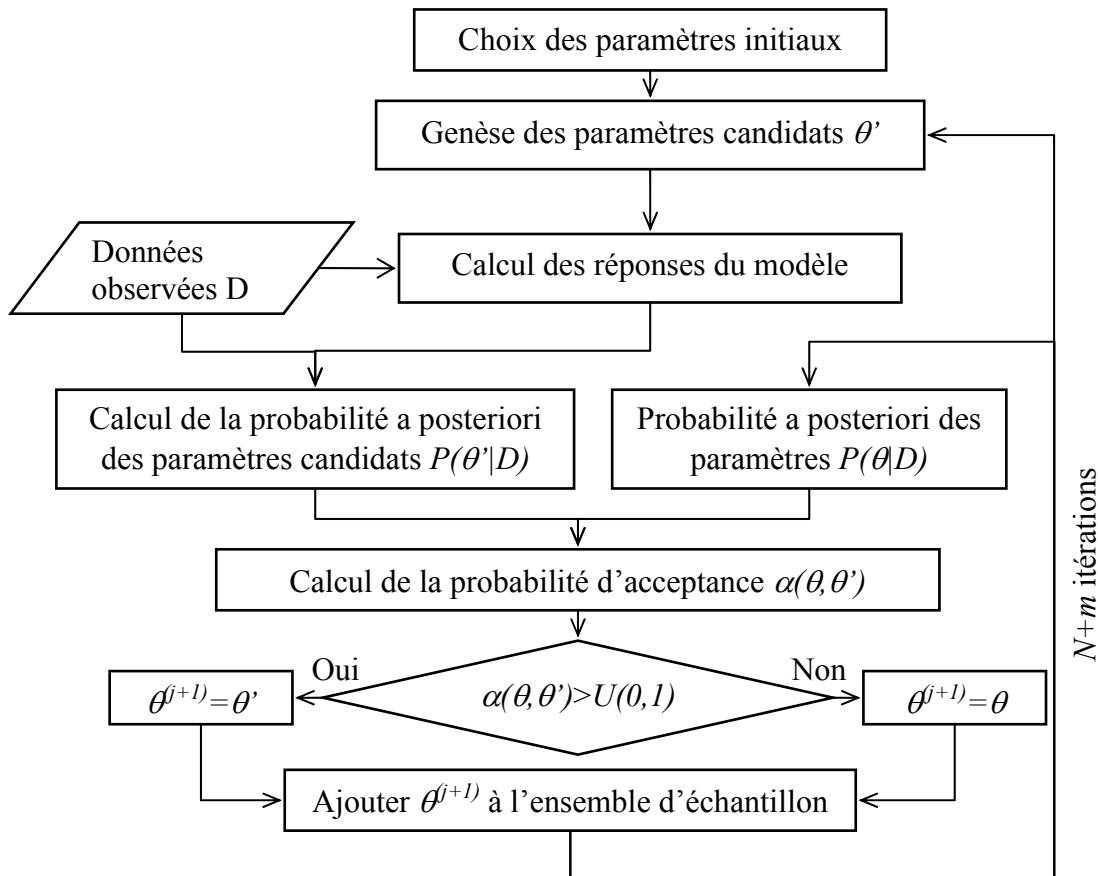 Choix des paramètres initiaux
Genèse des paramètres candidats θ’
Données
observées D
Calcul des réponses du modèle
Calcul de la probabilité a posteriori
des paramètres candidats P(θ’|D)
Probabilité a posteriori des
paramètres P(θ|D)
Calcul de la probabilité d’acceptance α(θ,θ’)
Oui
Non
θ^(j+1)=θ’
α(θ,θ’)>U(0,1)
θ^(j+1)=θ
Ajouter θ^(j+1) à l’ensemble d’échantillon
N+m itérations